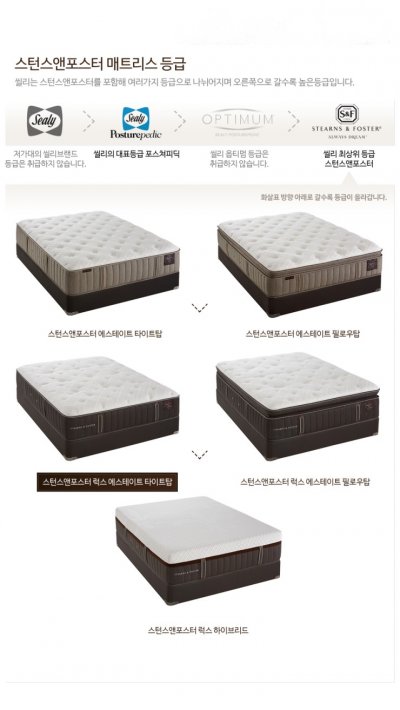 스턴스앤포스터 매트리스 등급
씰리는 스턴스앤포스터를 포함해 여러가지 등급으로 나뉘어지며 오른쪽으로 갈수록 높은등급입니다.
Sealy
Sealy
Posturepedic
OPTIMUM
SEALY POSTUREPEDIC
S&F
STEARNS & FOSTER®
ALWAYS DREAM™
저가대의 씰리브랜드
등급은 취급하지 않습니다.
씰리의 대표등급 포스쳐피딕
씰리 옵티멈 등급은
취급하지 않습니다.
씰리 최상위 등급
스턴스앤포스터
화살표 방향 아래로 갈수록 등급이 올라갑니다.
스턴스앤포스터 에스테이트 타이트탑
스턴스앤포스터 에스테이트 필로우탑
STEARNS & FOSTER
STEARNS & FOSTER
스턴스앤포스터 럭스 에스테이트 타이트탑
스턴스앤포스터 럭스 에스테이트 필로우탑
STEARNS & FOSTER
스턴스앤포스터 럭스 하이브리드